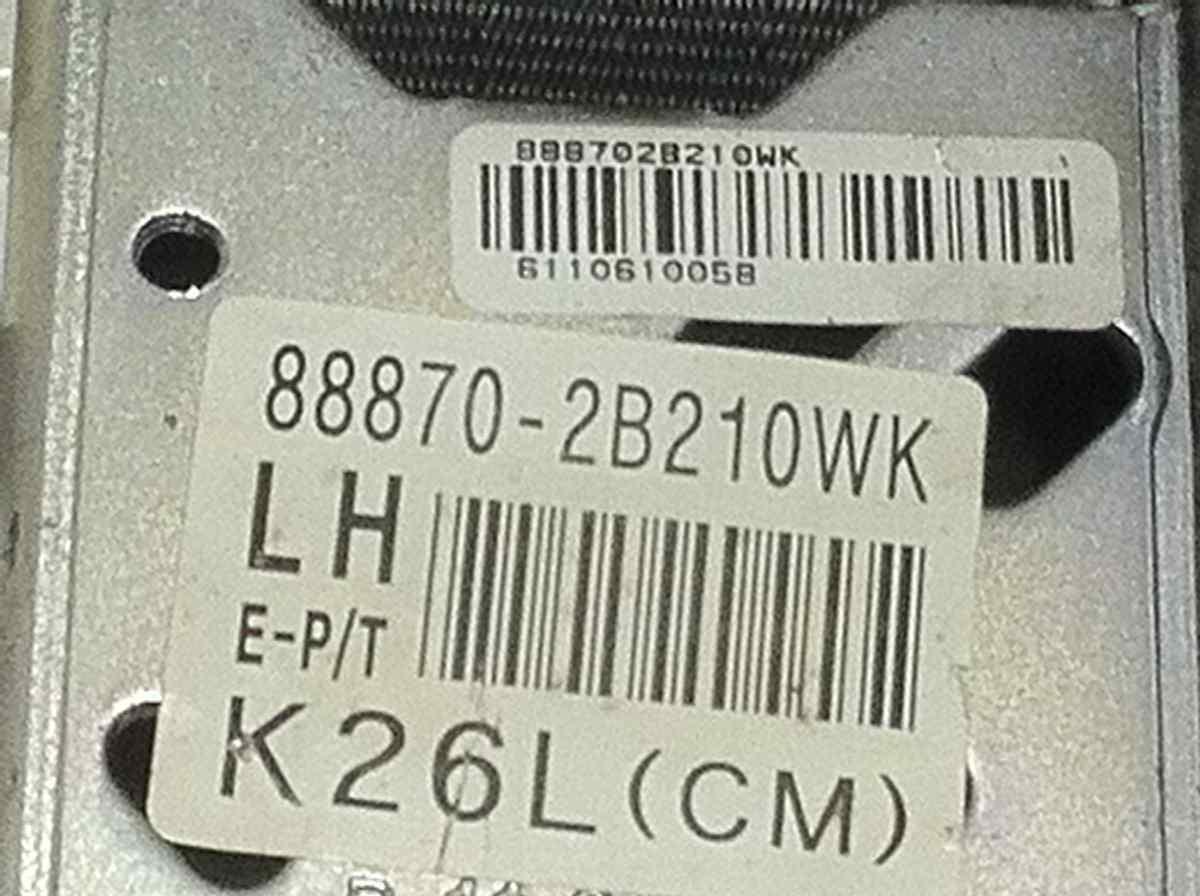 888702B210WK
6110610058
88870-2B210WK
LH
E-P/T
K26L(CM)